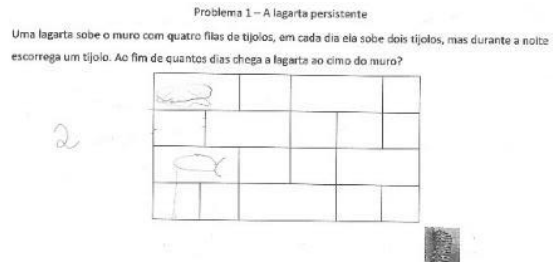 Problema 1 – A lagarta persistente
Uma lagarta sobe o muro com quatro filas de tijolos, em cada dia ela sobe dois tijolos, mas durante a noite
escorrega um tijolo. Ao fim de quantos dias chega a lagarta ao cimo do muro?
2